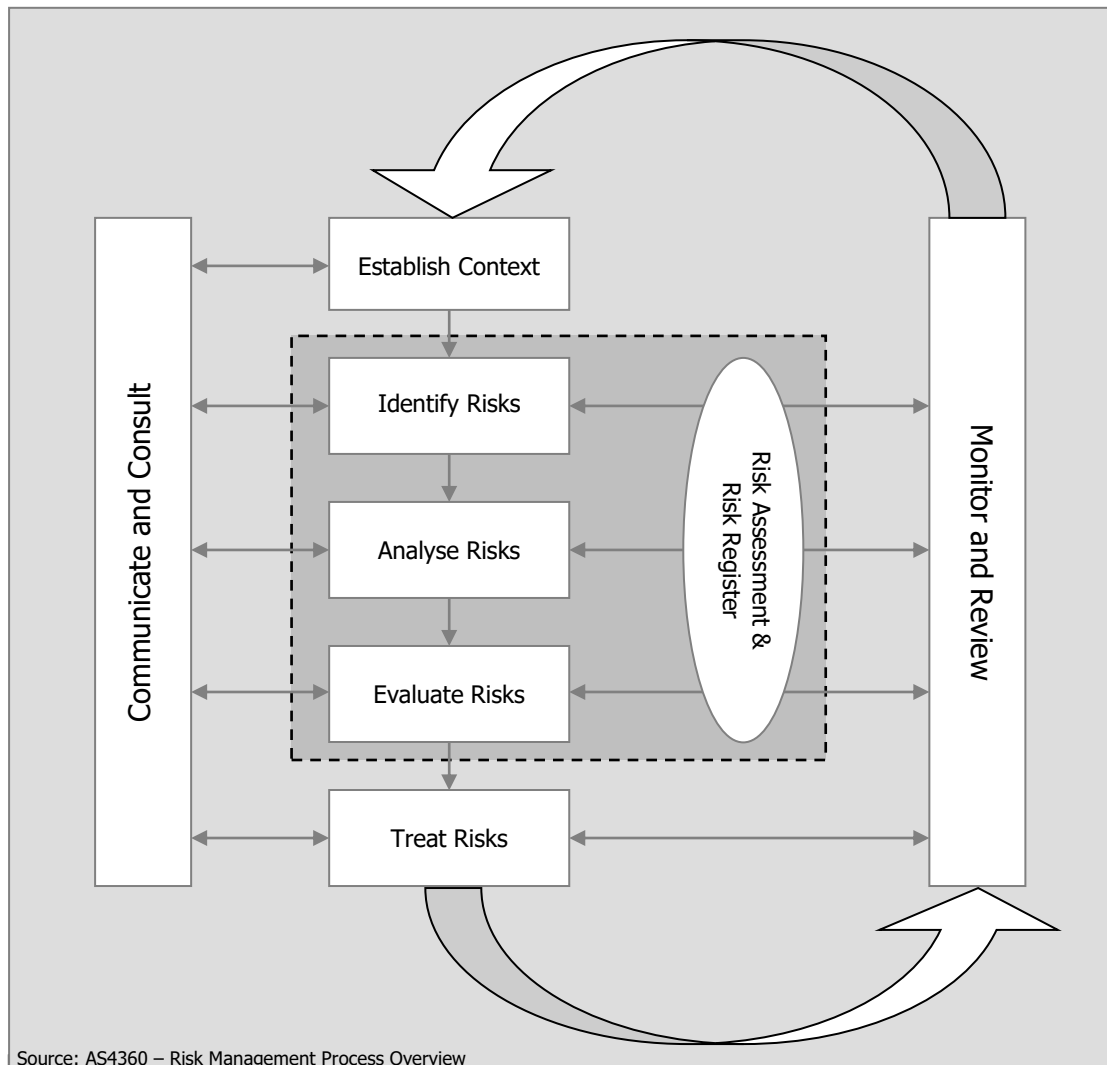 Establish Context
Communicate and Consult
Identify Risks
Analyse Risks
Evaluate Risks
Treat Risks
Risk Assessment &
Risk Register
Monitor and Review
Source: AS4360 – Risk Management Process Overview